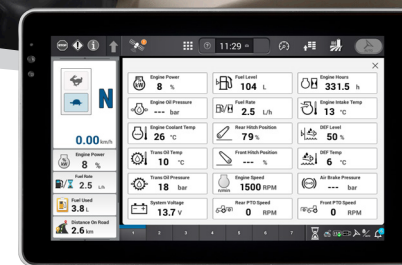 STOP
11:29
N
0.00 km/h
Engine Power
8 %
Fuel Rate
2.5 L/h
Fuel Used
3.8 L
Distance On Road
2.6 km
Engine Power
kW
8 %
Fuel Level
104 L
Engine Hours
331.5 h
Engine Oil Pressure
--- bar
Fuel Rate
2.5 L/h
Engine Intake Temp
13 °C
Engine Coolant Temp
26 °C
Rear Hitch Position
79 %
DEF Level
50 %
Trans Oil Temp
10 °C
Front Hitch Position
--- %
DEF Temp
6 °C
Trans Oil Pressure
18 bar
Engine Speed
1500 RPM
n/min
Air Brake Pressure
--- bar
System Voltage
13.7 V
Rear PTO Speed
0 RPM
Front PTO Speed
0 RPM
1 2 3 4 5 6 7